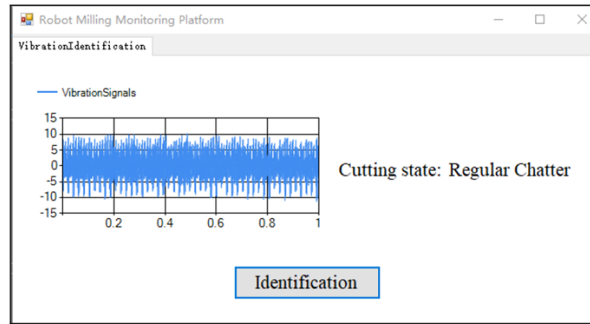 Robot Milling Monitoring Platform
VibrationIdentification
VibrationSignals
15
10
5
0
-5
-10
-15
0.2 0.4 0.6 0.8 1
Cutting state: Regular Chatter
Identification